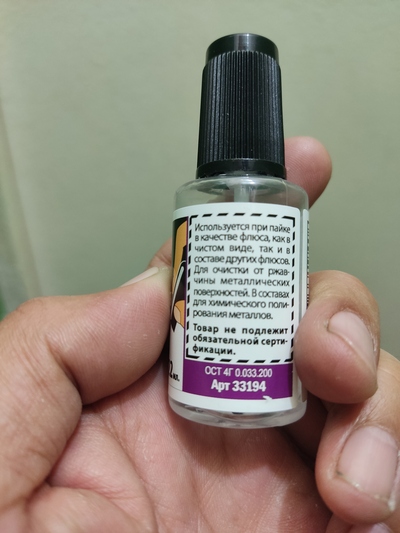 Используется при пайке
в качестве флюса, как в
чистом виде, так и в
составе других флюсов.
Для очистки от ржав-
чины металлических
поверхностей. В составах
для химического поли-
рования металлов.
Товар не подлежит
обязательной серти-
фикации.
ОСТ 4Г 0.033.200
Арт 33194